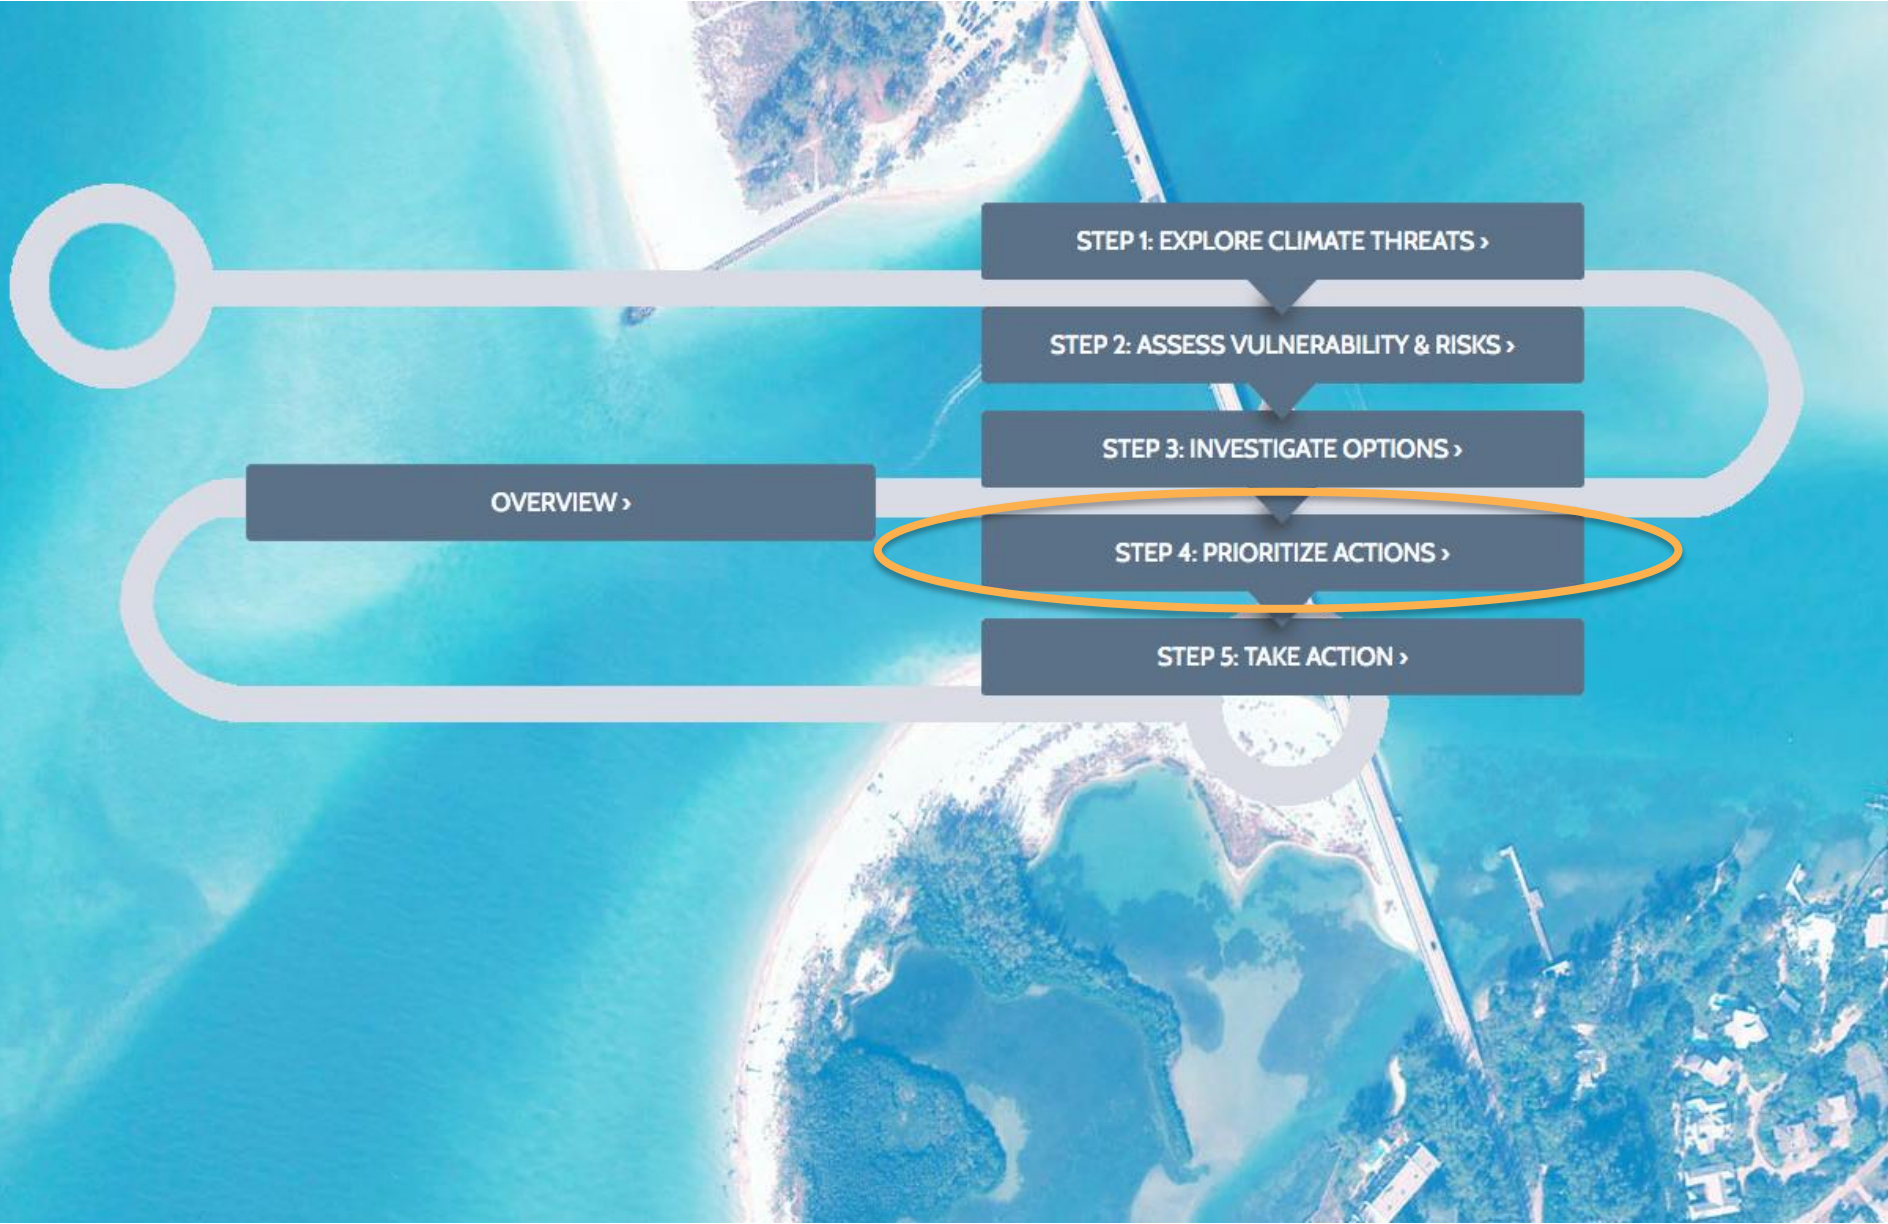 STEP 1: EXPLORE CLIMATE THREATS ›
STEP 2: ASSESS VULNERABILITY & RISKS ›
STEP 3: INVESTIGATE OPTIONS ›
OVERVIEW ›
STEP 4: PRIORITIZE ACTIONS ›
STEP 5: TAKE ACTION ›